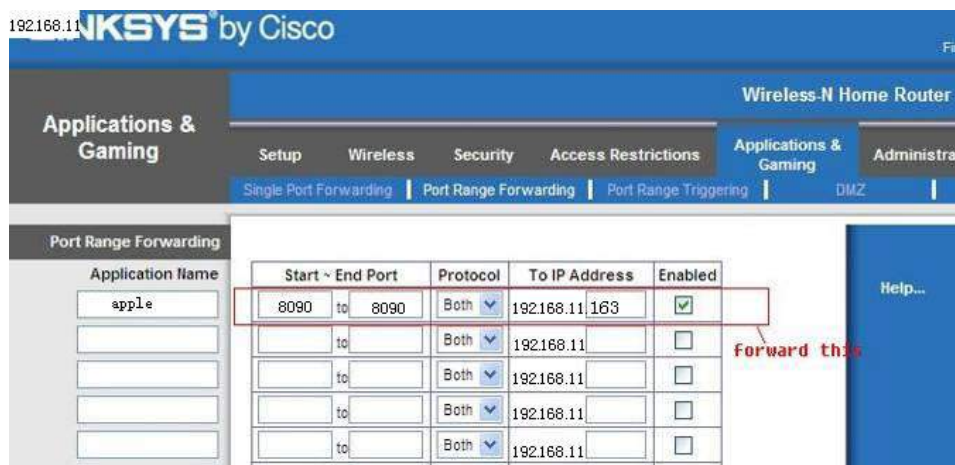 192.168.11
LINKSYS® by Cisco
Wireless-N Home Router
Applications & Gaming
Setup Wireless Security Access Restrictions Applications & Gaming
Single Port Forwarding Port Range Forwarding Port Range Triggering DMZ
Port Range Forwarding
Application Name Start ~ End Port Protocol To IP Address Enabled
Help...
apple 8090 to 8090 Both 192.168.11.163
to Both 192.168.11
forward this
to Both 192.168.11
to Both 192.168.11
to Both 192.168.11